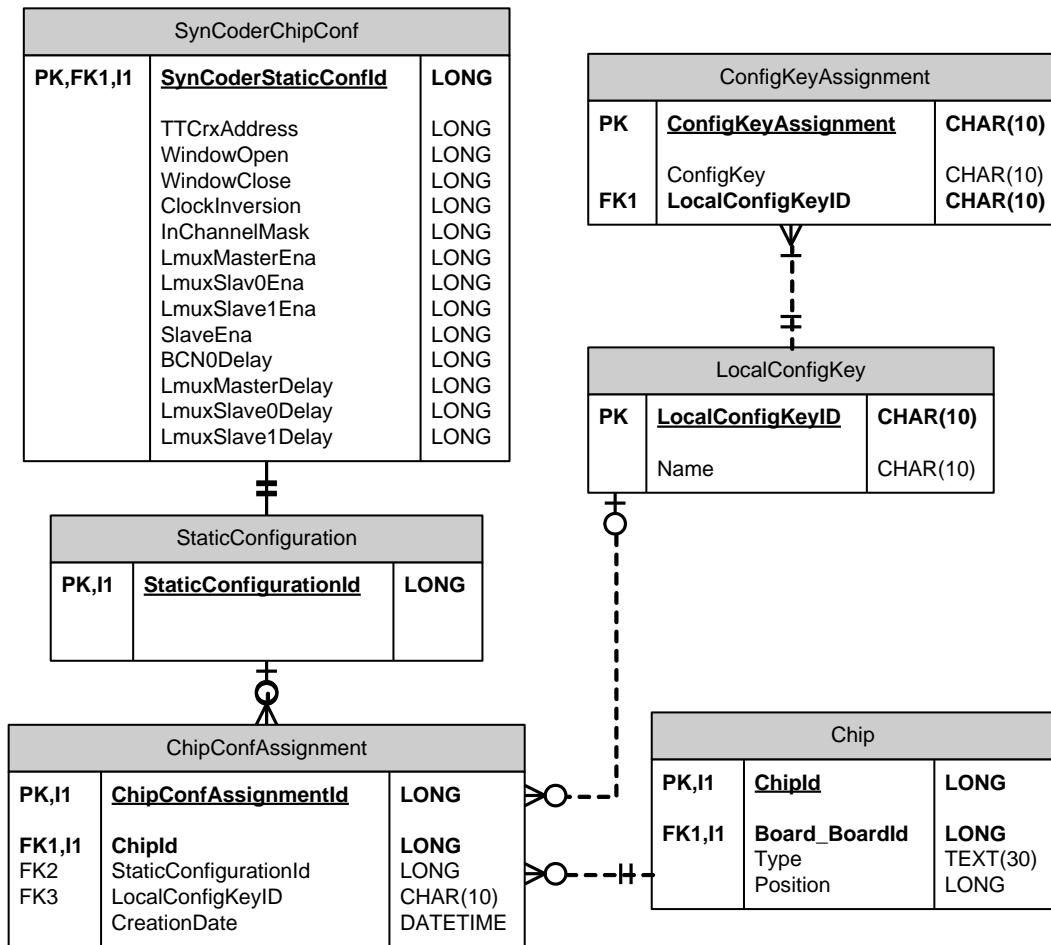 SynCoderChipConf
PK,FK1,I1 SynCoderStaticConfId LONG
TTCrxAddress LONG
WindowOpen LONG
WindowClose LONG
ClockInversion LONG
InChannelMask LONG
LmuxMasterEna LONG
LmuxSlav0Ena LONG
LmuxSlave1Ena LONG
SlaveEna LONG
BCN0Delay LONG
LmuxMasterDelay LONG
LmuxSlave0Delay LONG
LmuxSlave1Delay LONG
ConfigKeyAssignment
PK ConfigKeyAssignment CHAR(10)
ConfigKey CHAR(10)
FK1 LocalConfigKeyID CHAR(10)
LocalConfigKey
PK LocalConfigKeyID CHAR(10)
Name CHAR(10)
StaticConfiguration
PK,I1 StaticConfigurationId LONG
ChipConfAssignment
PK,I1 ChipConfAssignmentId LONG
FK1,I1 ChipId LONG
FK2 StaticConfigurationId LONG
FK3 LocalConfigKeyID CHAR(10)
CreationDate DATETIME
Chip
PK,I1 ChipId LONG
FK1,I1 Board_BoardId LONG
Type TEXT(30)
Position LONG